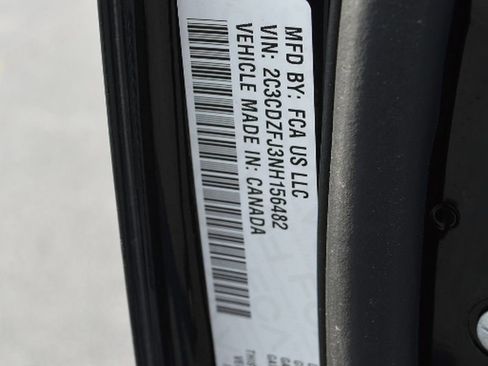 MFD BY: FCA US LLC
VIN: 2C3CDZFJ3NH156482
VEHICLE MADE IN: CANADA